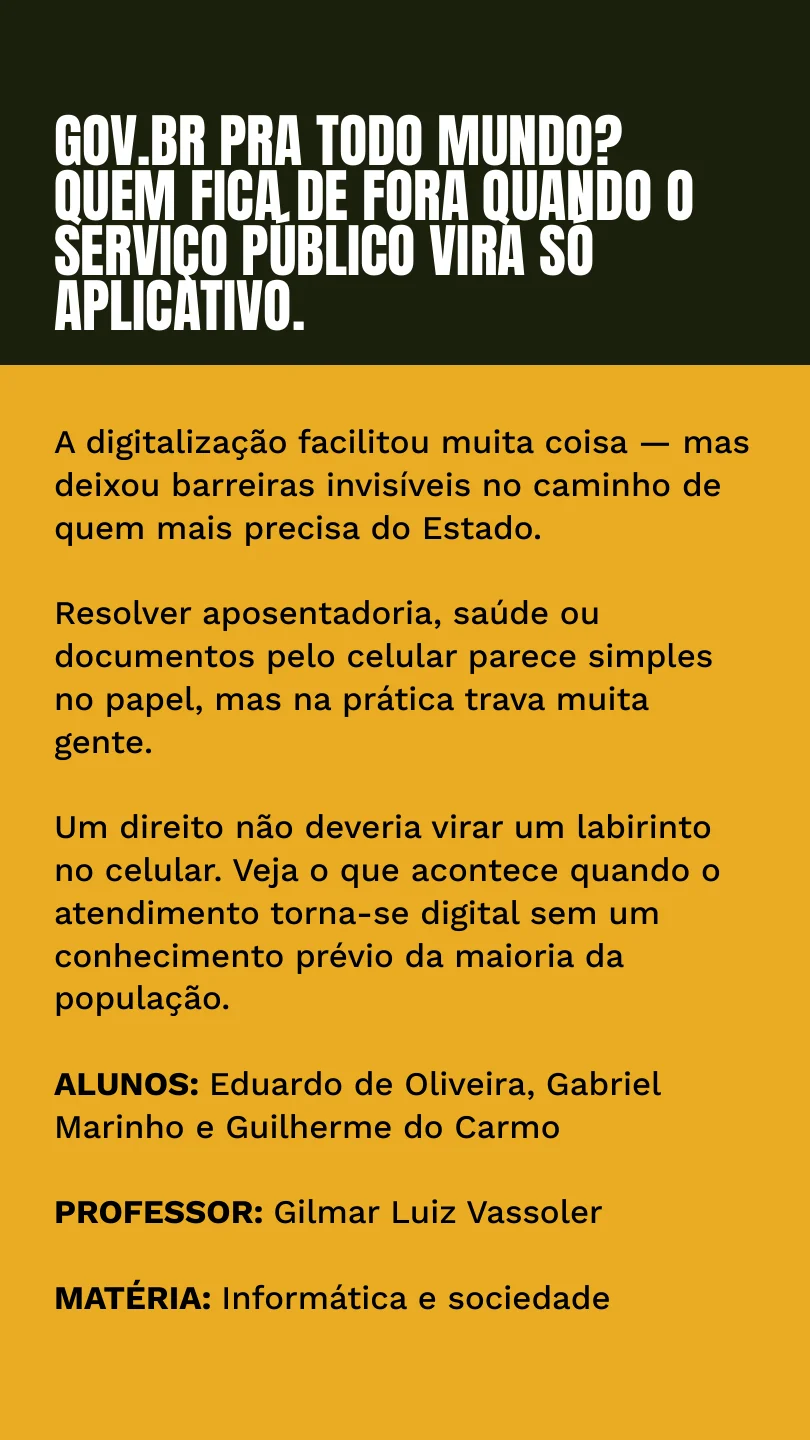 GOV.BR PRA TODO MUNDO?
QUEM FICA DE FORA QUANDO O
SERVIÇO PÚBLICO VIRA SÓ
APLICATIVO.
A digitalização facilitou muita coisa — mas
deixou barreiras invisíveis no caminho de
quem mais precisa do Estado.
Resolver aposentadoria, saúde ou
documentos pelo celular parece simples
no papel, mas na prática trava muita
gente.
Um direito não deveria virar um labirinto
no celular. Veja o que acontece quando o
atendimento torna-se digital sem um
conhecimento prévio da maioria da
população.
ALUNOS: Eduardo de Oliveira, Gabriel
Marinho e Guilherme do Carmo
PROFESSOR: Gilmar Luiz Vassoler
MATÉRIA: Informática e sociedade